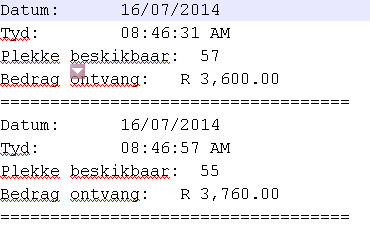 Datum:      16/07/2014
Tyd:        08:46:31 AM
Plekke beskikbaar:  57
Bedrag ontvang:   R 3,600.00
===================================
Datum:      16/07/2014
Tyd:        08:46:57 AM
Plekke beskikbaar:  55
Bedrag ontvang:   R 3,760.00
===================================